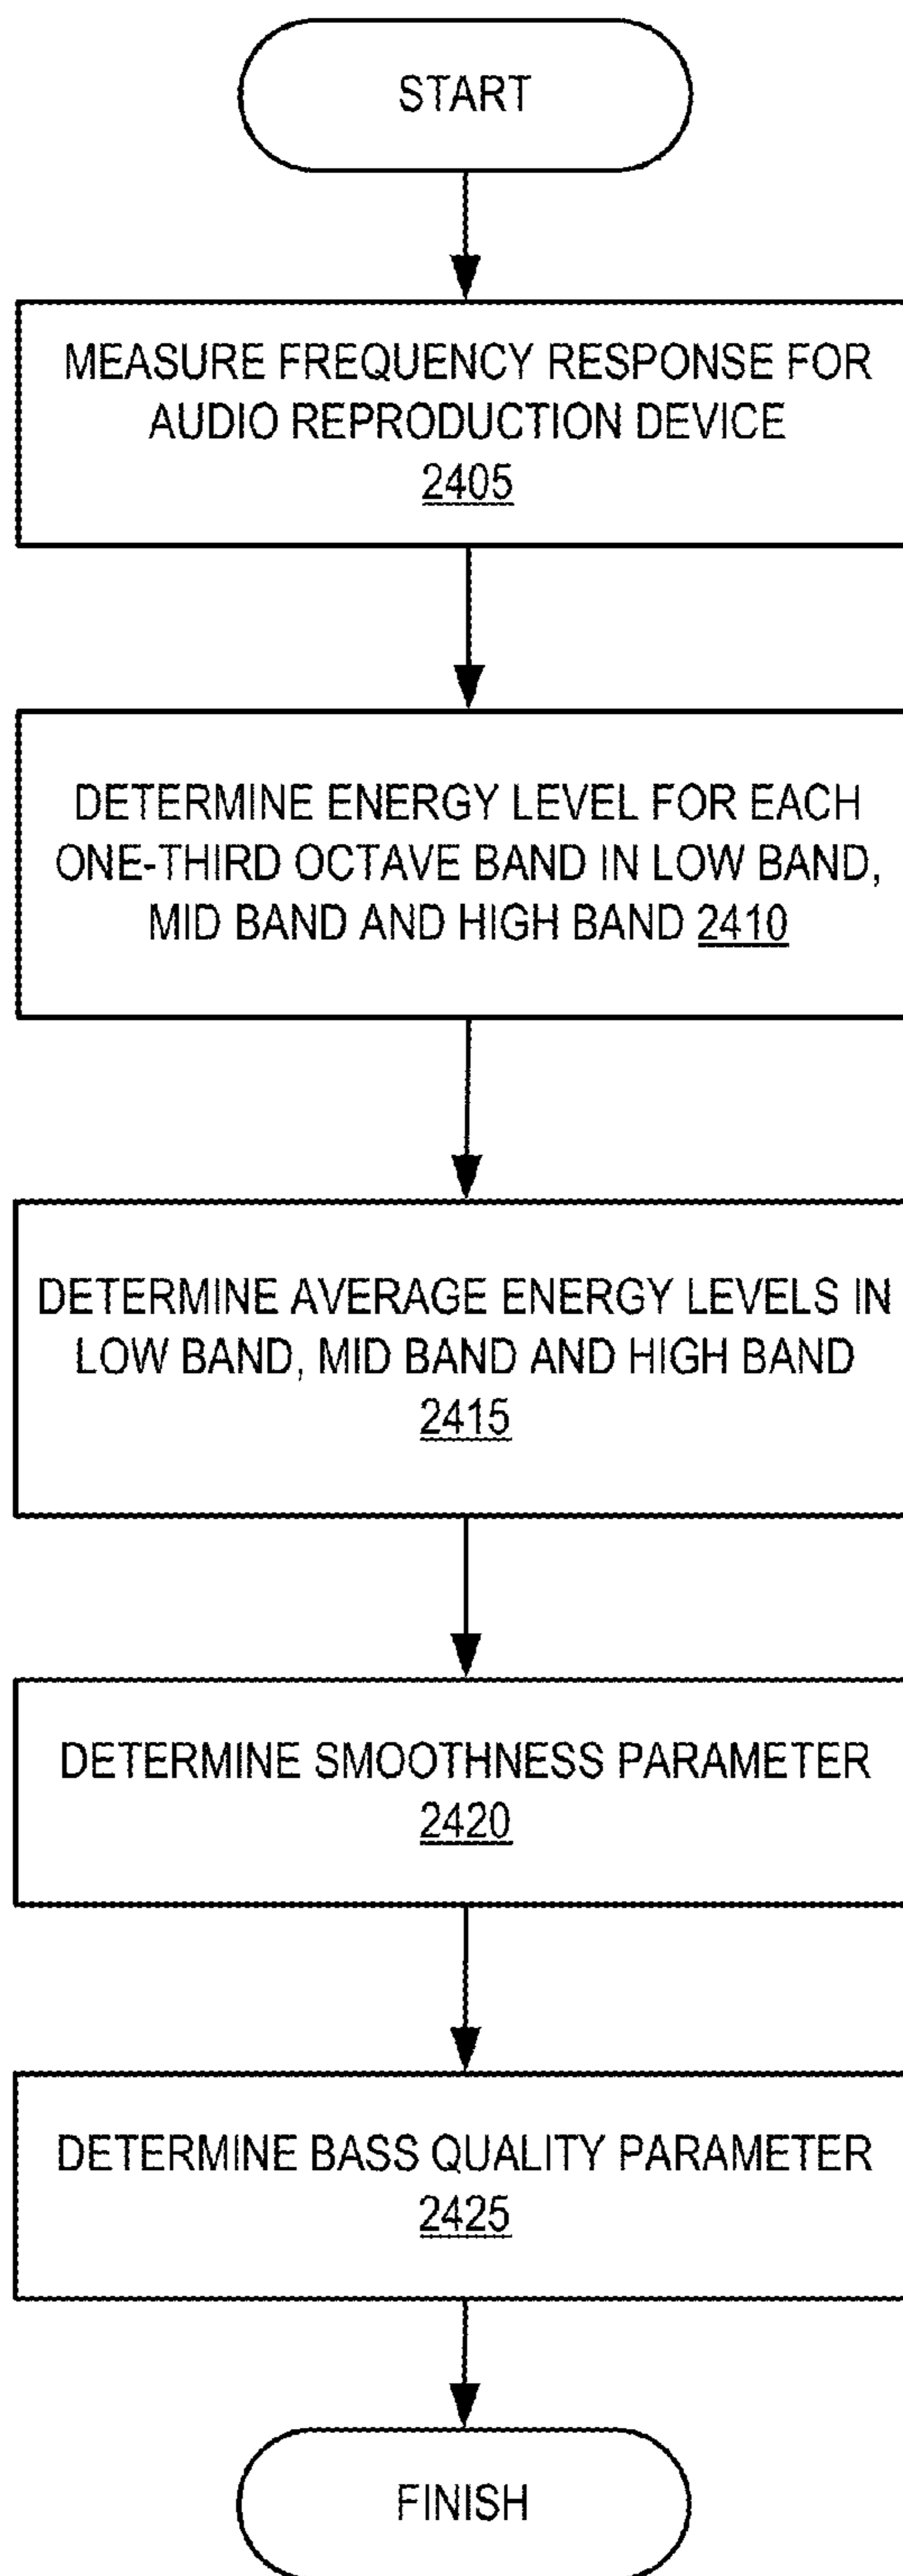 START
MEASURE FREQUENCY RESPONSE FOR
AUDIO REPRODUCTION DEVICE
2405
DETERMINE ENERGY LEVEL FOR EACH
ONE-THIRD OCTAVE BAND IN LOW BAND,
MID BAND AND HIGH BAND 2410
DETERMINE AVERAGE ENERGY LEVELS IN
LOW BAND, MID BAND AND HIGH BAND
2415
DETERMINE SMOOTHNESS PARAMETER
2420
DETERMINE BASS QUALITY PARAMETER
2425
FINISH